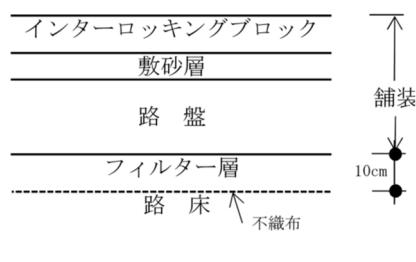 インターロッキングブロック
敷砂層
舗装
路 盤
フィルター層
10cm
路 床
不織布